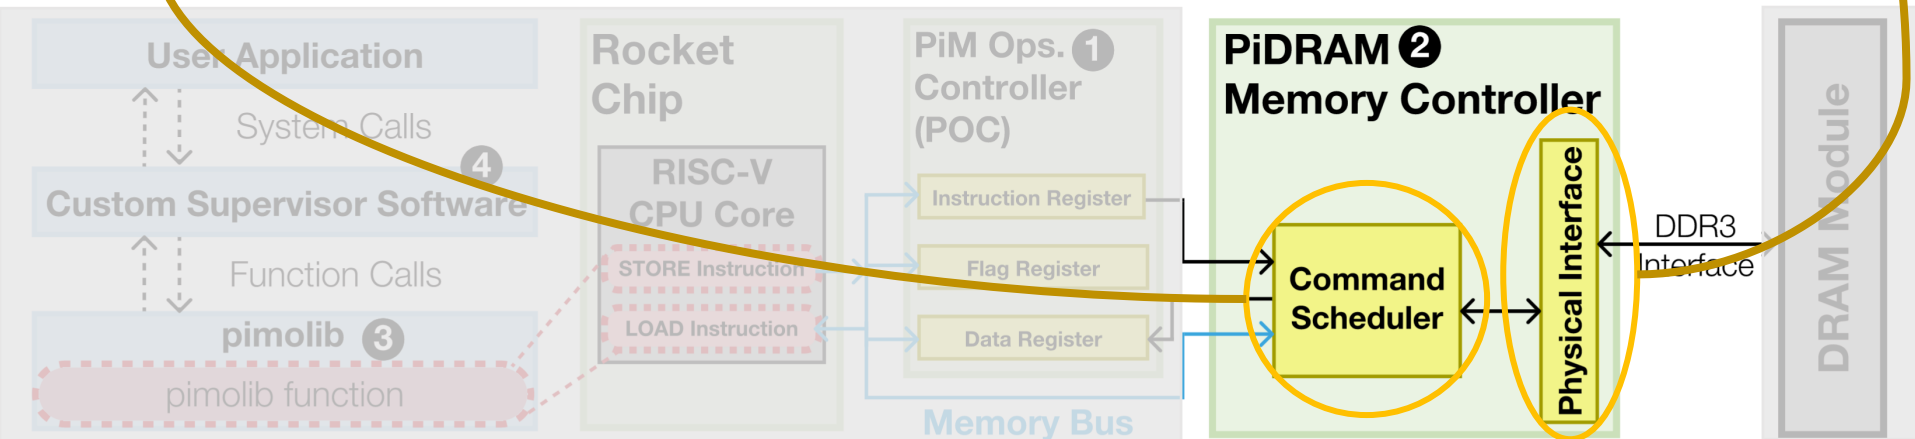 User Application
System Calls
4
Custom Supervisor Software
Function Calls
pimolib 3
pimolib function
Rocket
Chip
RISC-V
CPU Core
STORE Instruction
LOAD Instruction
PiM Ops. 1
Controller
(POC)
Instruction Register
Flag Register
Data Register
Memory Bus
PiDRAM 2
Memory Controller
Command
Scheduler
Physical Interface
DDR3
Interface
DRAM Module